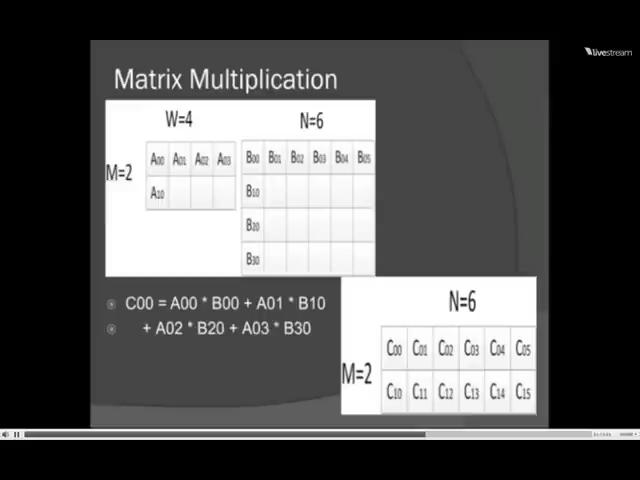 livestream
Matrix Multiplication
W=4
N=6
M=2
A00 A01 A02 A03
A10
B00 B01 B02 B03 B04 B05
B10
B20
B30
C00 = A00 * B00 + A01 * B10
+ A02 * B20 + A03 * B30
N=6
M=2
C00 C01 C02 C03 C04 C05
C10 C11 C12 C13 C14 C15